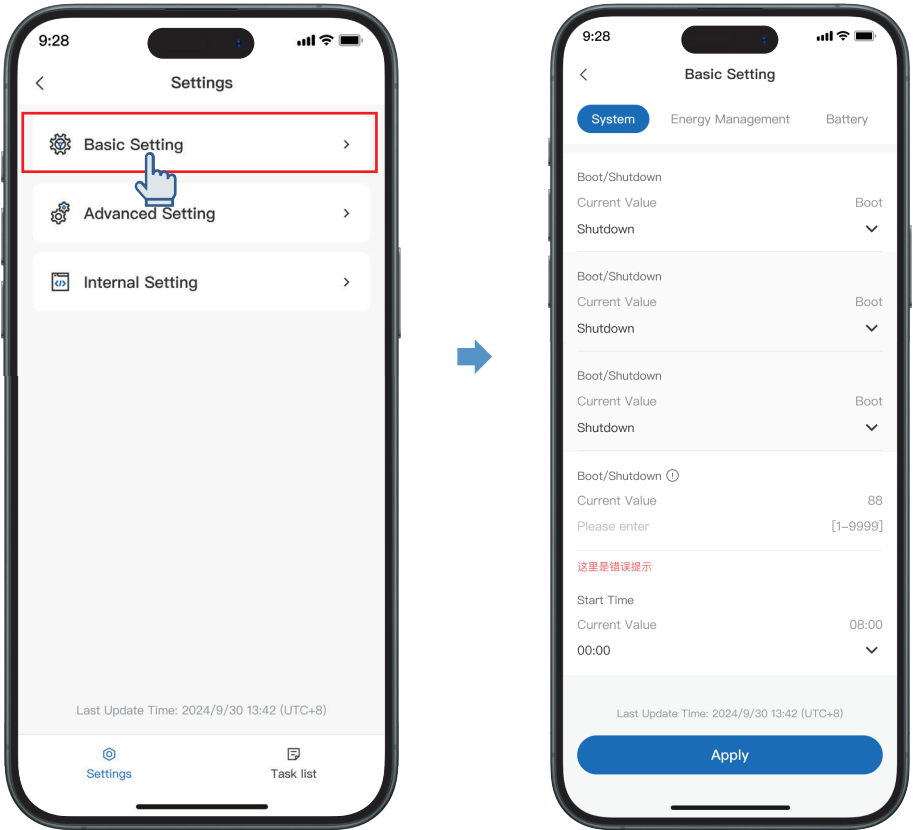 9:28
Settings
Basic Setting
Advanced Setting
Internal Setting
Last Update Time: 2024/9/30 13:42 (UTC+8)
Settings
Task list
9:28
Basic Setting
System
Energy Management
Battery
Boot/Shutdown
Current Value Boot
Shutdown
Boot/Shutdown
Current Value Boot
Shutdown
Boot/Shutdown
Current Value Boot
Shutdown
Boot/Shutdown
Current Value 88
Please enter [1-9999]
这里是错误提示
Start Time
Current Value 08:00
00:00
Last Update Time: 2024/9/30 13:42 (UTC+8)
Apply